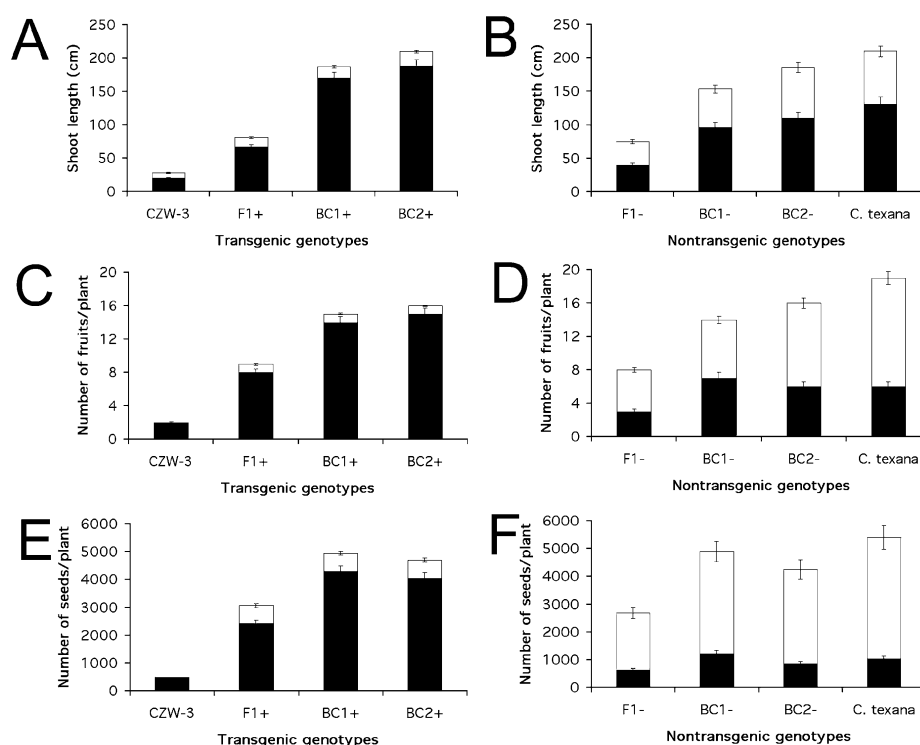 A
Shoot length (cm)
250
200
150
100
50
0
CZW-3 F1+ BC1+ BC2+
Transgenic genotypes
B
Shoot length (cm)
250
200
150
100
50
0
F1- BC1- BC2- C. texana
Nontransgenic genotypes
C
Number of fruits/plant
20
16
12
8
4
0
CZW-3 F1+ BC1+ BC2+
Transgenic genotypes
D
Number of fruits/plant
20
16
12
8
4
0
F1- BC1- BC2- C. texana
Nontransgenic genotypes
E
Number of seeds/plant
6000
5000
4000
3000
2000
1000
0
CZW-3 F1+ BC1+ BC2+
Transgenic genotypes
F
Number of seeds/plant
6000
5000
4000
3000
2000
1000
0
F1- BC1- BC2- C. texana
Nontransgenic genotypes